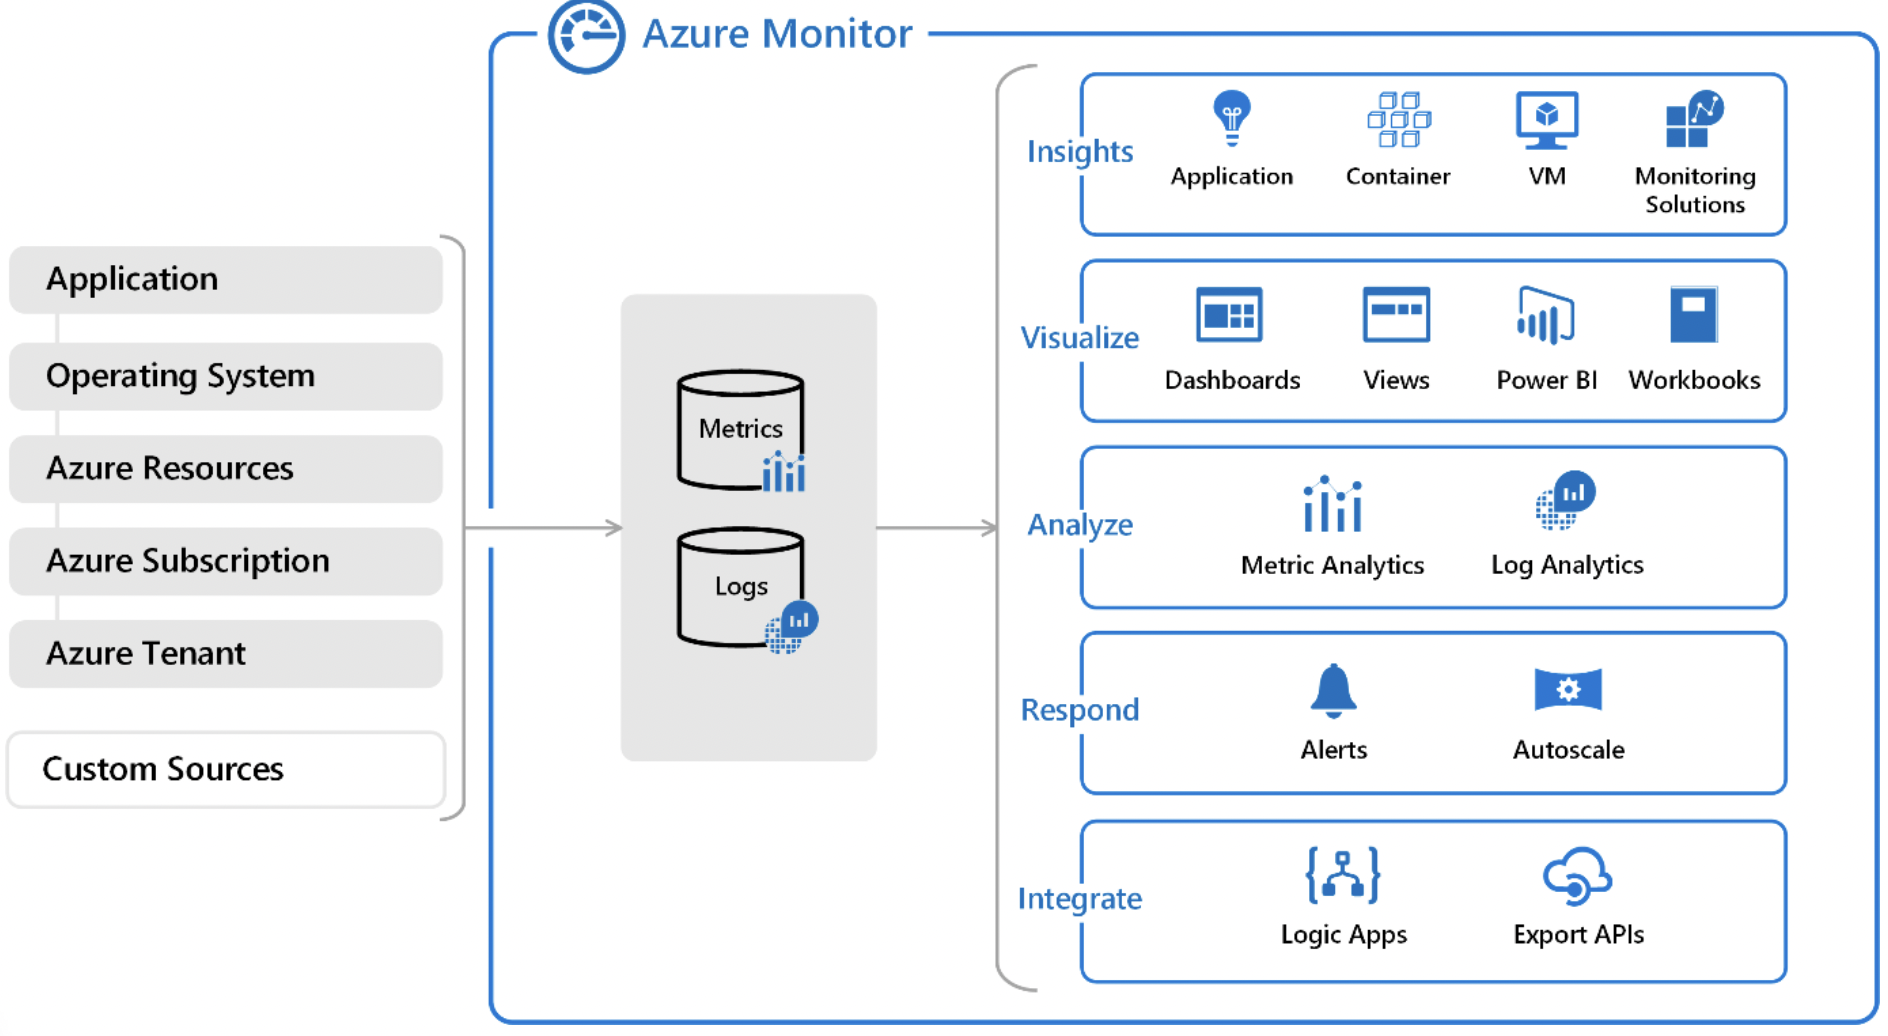 Azure Monitor
Application
Operating System
Azure Resources
Azure Subscription
Azure Tenant
Custom Sources
Metrics
Logs
Insights
Application
Container
VM
Monitoring
Solutions
Visualize
Dashboards
Views
Power BI
Workbooks
Analyze
Metric Analytics
Log Analytics
Respond
Alerts
Autoscale
Integrate
Logic Apps
Export APIs